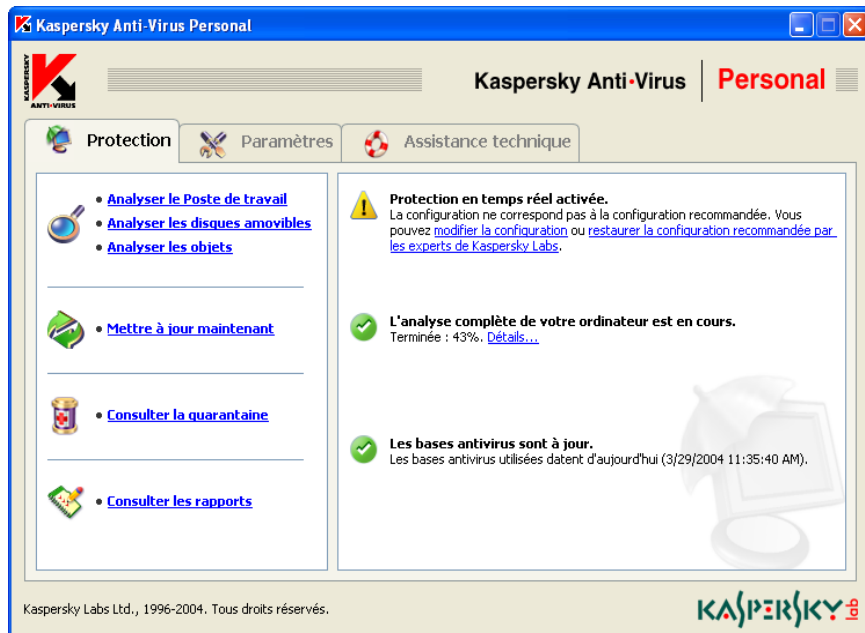 Kaspersky Anti-Virus Personal
KASPERSKY
ANTI-VIRUS
Kaspersky Anti•Virus Personal
Protection
Paramètres
Assistance technique
Analyser le Poste de travail
Analyser les disques amovibles
Analyser les objets
Mettre à jour maintenant
Consulter la quarantaine
Consulter les rapports
Protection en temps réel activée.
La configuration ne correspond pas à la configuration recommandée. Vous
pouvez modifier la configuration ou restaurer la configuration recommandée par
les experts de Kaspersky Labs.
L'analyse complète de votre ordinateur est en cours.
Terminée : 43%. Détails...
Les bases antivirus sont à jour.
Les bases antivirus utilisées datent d'aujourd'hui (3/29/2004 11:35:40 AM).
Kaspersky Labs Ltd., 1996-2004. Tous droits réservés.
KASPERSKY lab